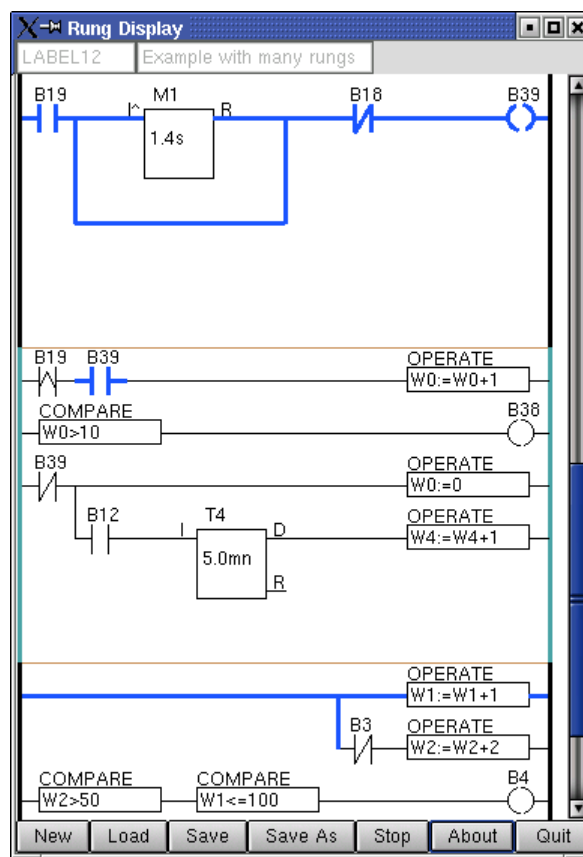 Rung Display
LABEL12 Example with many rungs
B19 M1 B18 B39
I^ R
1.4s
B19 B39 OPERATE
W0:=W0+1
COMPARE B38
W0>10
B39 OPERATE
W0:=0
B12 T4 OPERATE
I D W4:=W4+1
5.0mn
R
OPERATE
W1:=W1+1
B3 OPERATE
W2:=W2+2
COMPARE COMPARE B4
W2>50 W1<=100
New Load Save Save As Stop About Quit